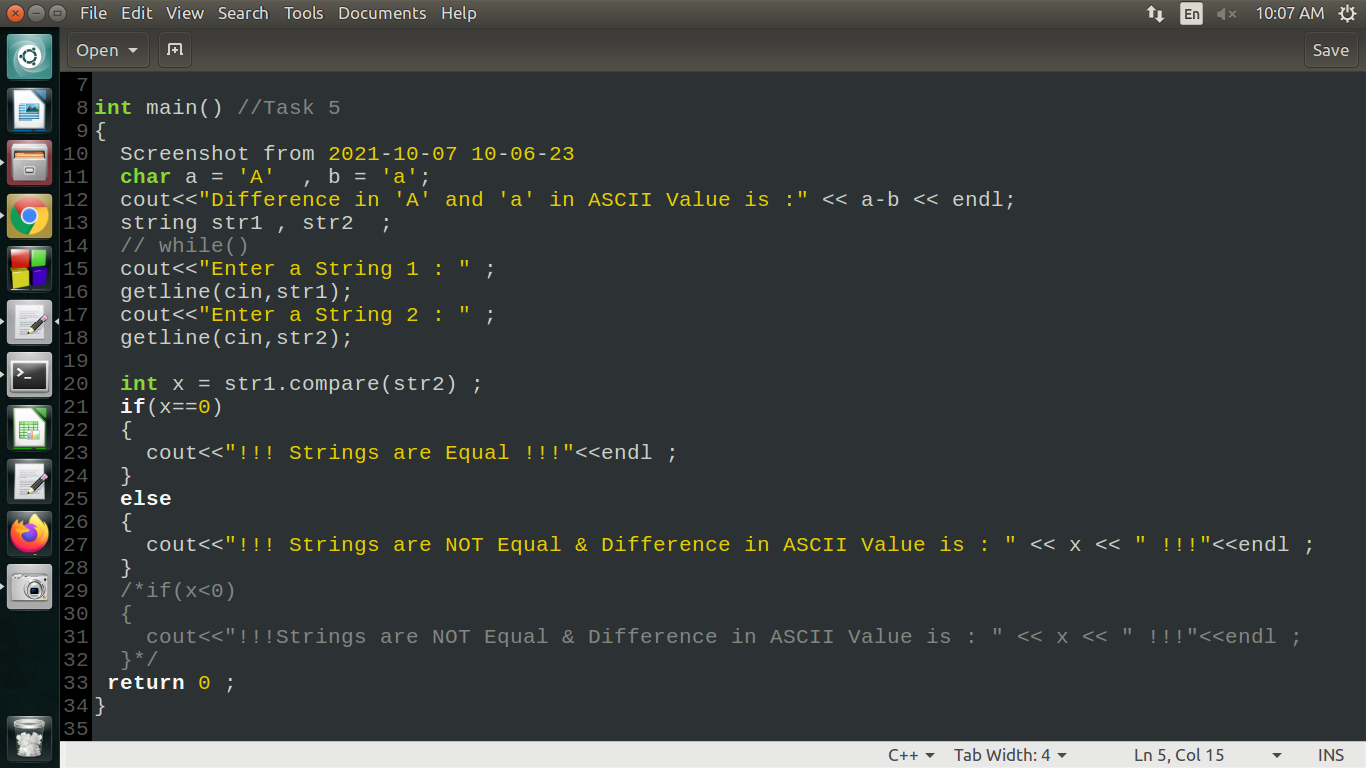 File Edit View Search Tools Documents Help En 10:07 AM
Open Save
7
8 int main() //Task 5
9 {
10   Screenshot from 2021-10-07 10-06-23
11   char a = 'A'  , b = 'a';
12   cout<<"Difference in 'A' and 'a' in ASCII Value is :" << a-b << endl;
13   string str1 , str2  ;
14   // while()
15   cout<<"Enter a String 1 : " ;
16   getline(cin,str1);
17   cout<<"Enter a String 2 : " ;
18   getline(cin,str2);
19
20   int x = str1.compare(str2) ;
21   if(x==0)
22   {
23     cout<<"!!! Strings are Equal !!!"<<endl ;
24   }
25   else
26   {
27     cout<<"!!! Strings are NOT Equal & Difference in ASCII Value is : " << x << " !!!"<<endl ;
28   }
29   /*if(x<0)
30   {
31     cout<<"!!!Strings are NOT Equal & Difference in ASCII Value is : " << x << " !!!"<<endl ;
32   }*/
33  return 0 ;
34 }
35
C++ Tab Width: 4 Ln 5, Col 15 INS